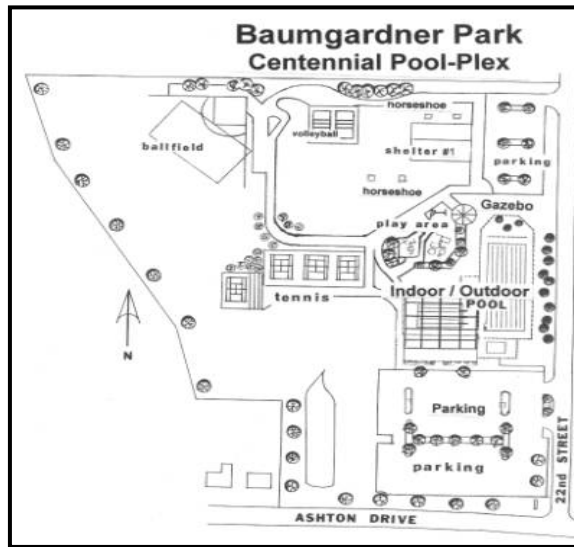 Baumgardner Park
Centennial Pool-Plex
horseshoe
volleyball
ballfield
shelter #1
parking
horseshoe
Gazebo
play area
Indoor / Outdoor
POOL
tennis
N
Parking
parking
22nd STREET
ASHTON DRIVE